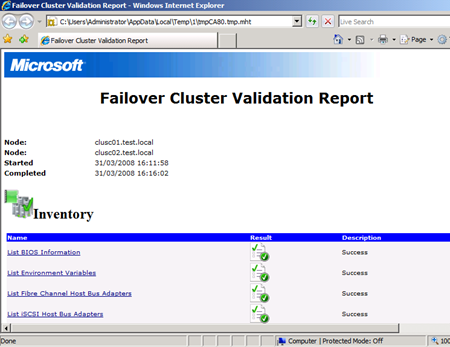 Failover Cluster Validation Report - Windows Internet Explorer
C:\Users\Administrator\AppData\Local\Temp\1\tmpCA80.tmp.mht
Live Search
Failover Cluster Validation Report
Page
Microsoft
Failover Cluster Validation Report
Node: clusc01.test.local
Node: clusc02.test.local
Started 31/03/2008 16:11:58
Completed 31/03/2008 16:16:02
Inventory
Name Result Description
List BIOS Information Success
List Environment Variables Success
List Fibre Channel Host Bus Adapters Success
List iSCSI Host Bus Adapters Success
Computer | Protected Mode: Off
100